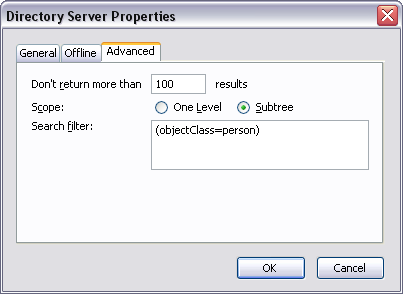 Directory Server Properties
General Offline Advanced
Don't return more than 100 results
Scope: One Level Subtree
Search filter: (objectClass=person)
OK Cancel